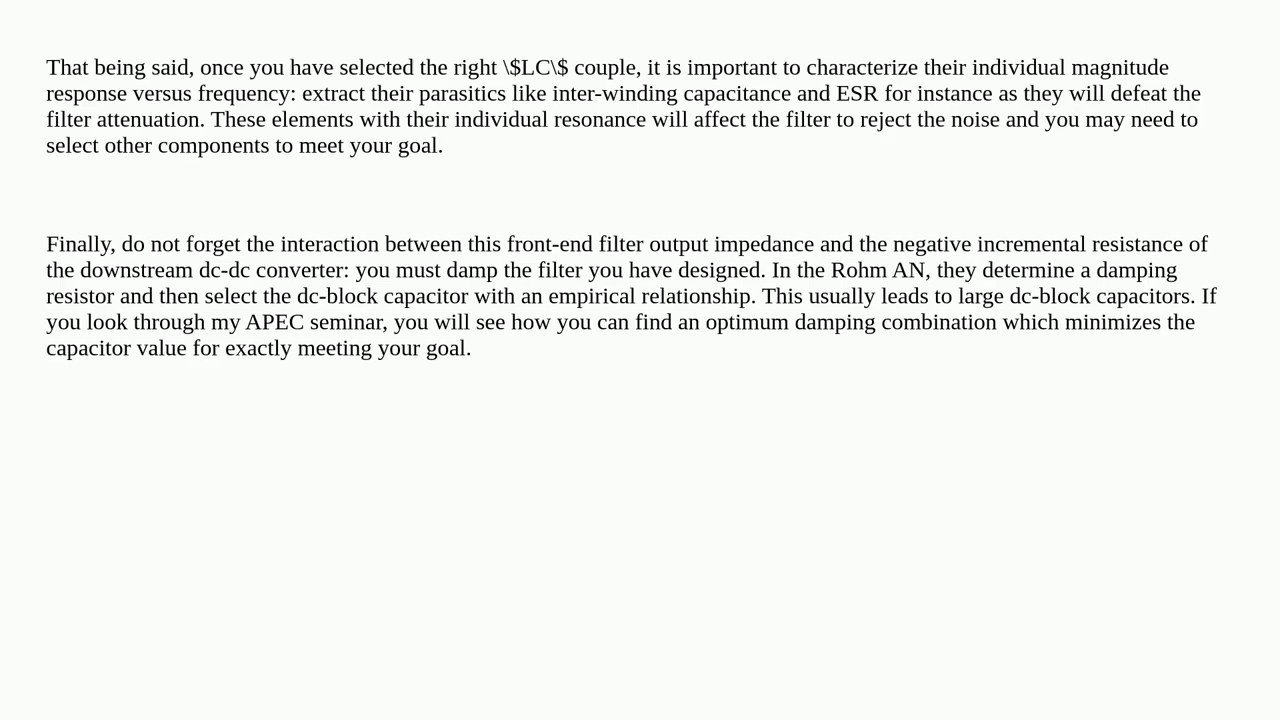 That being said, once you have selected the right \$LC\$ couple, it is important to characterize their individual magnitude
response versus frequency: extract their parasitics like inter-winding capacitance and ESR for instance as they will defeat the
filter attenuation. These elements with their individual resonance will affect the filter to reject the noise and you may need to
select other components to meet your goal.
Finally, do not forget the interaction between this front-end filter output impedance and the negative incremental resistance of
the downstream dc-dc converter: you must damp the filter you have designed. In the Rohm AN, they determine a damping
resistor and then select the dc-block capacitor with an empirical relationship. This usually leads to large dc-block capacitors. If
you look through my APEC seminar, you will see how you can find an optimum damping combination which minimizes the
capacitor value for exactly meeting your goal.